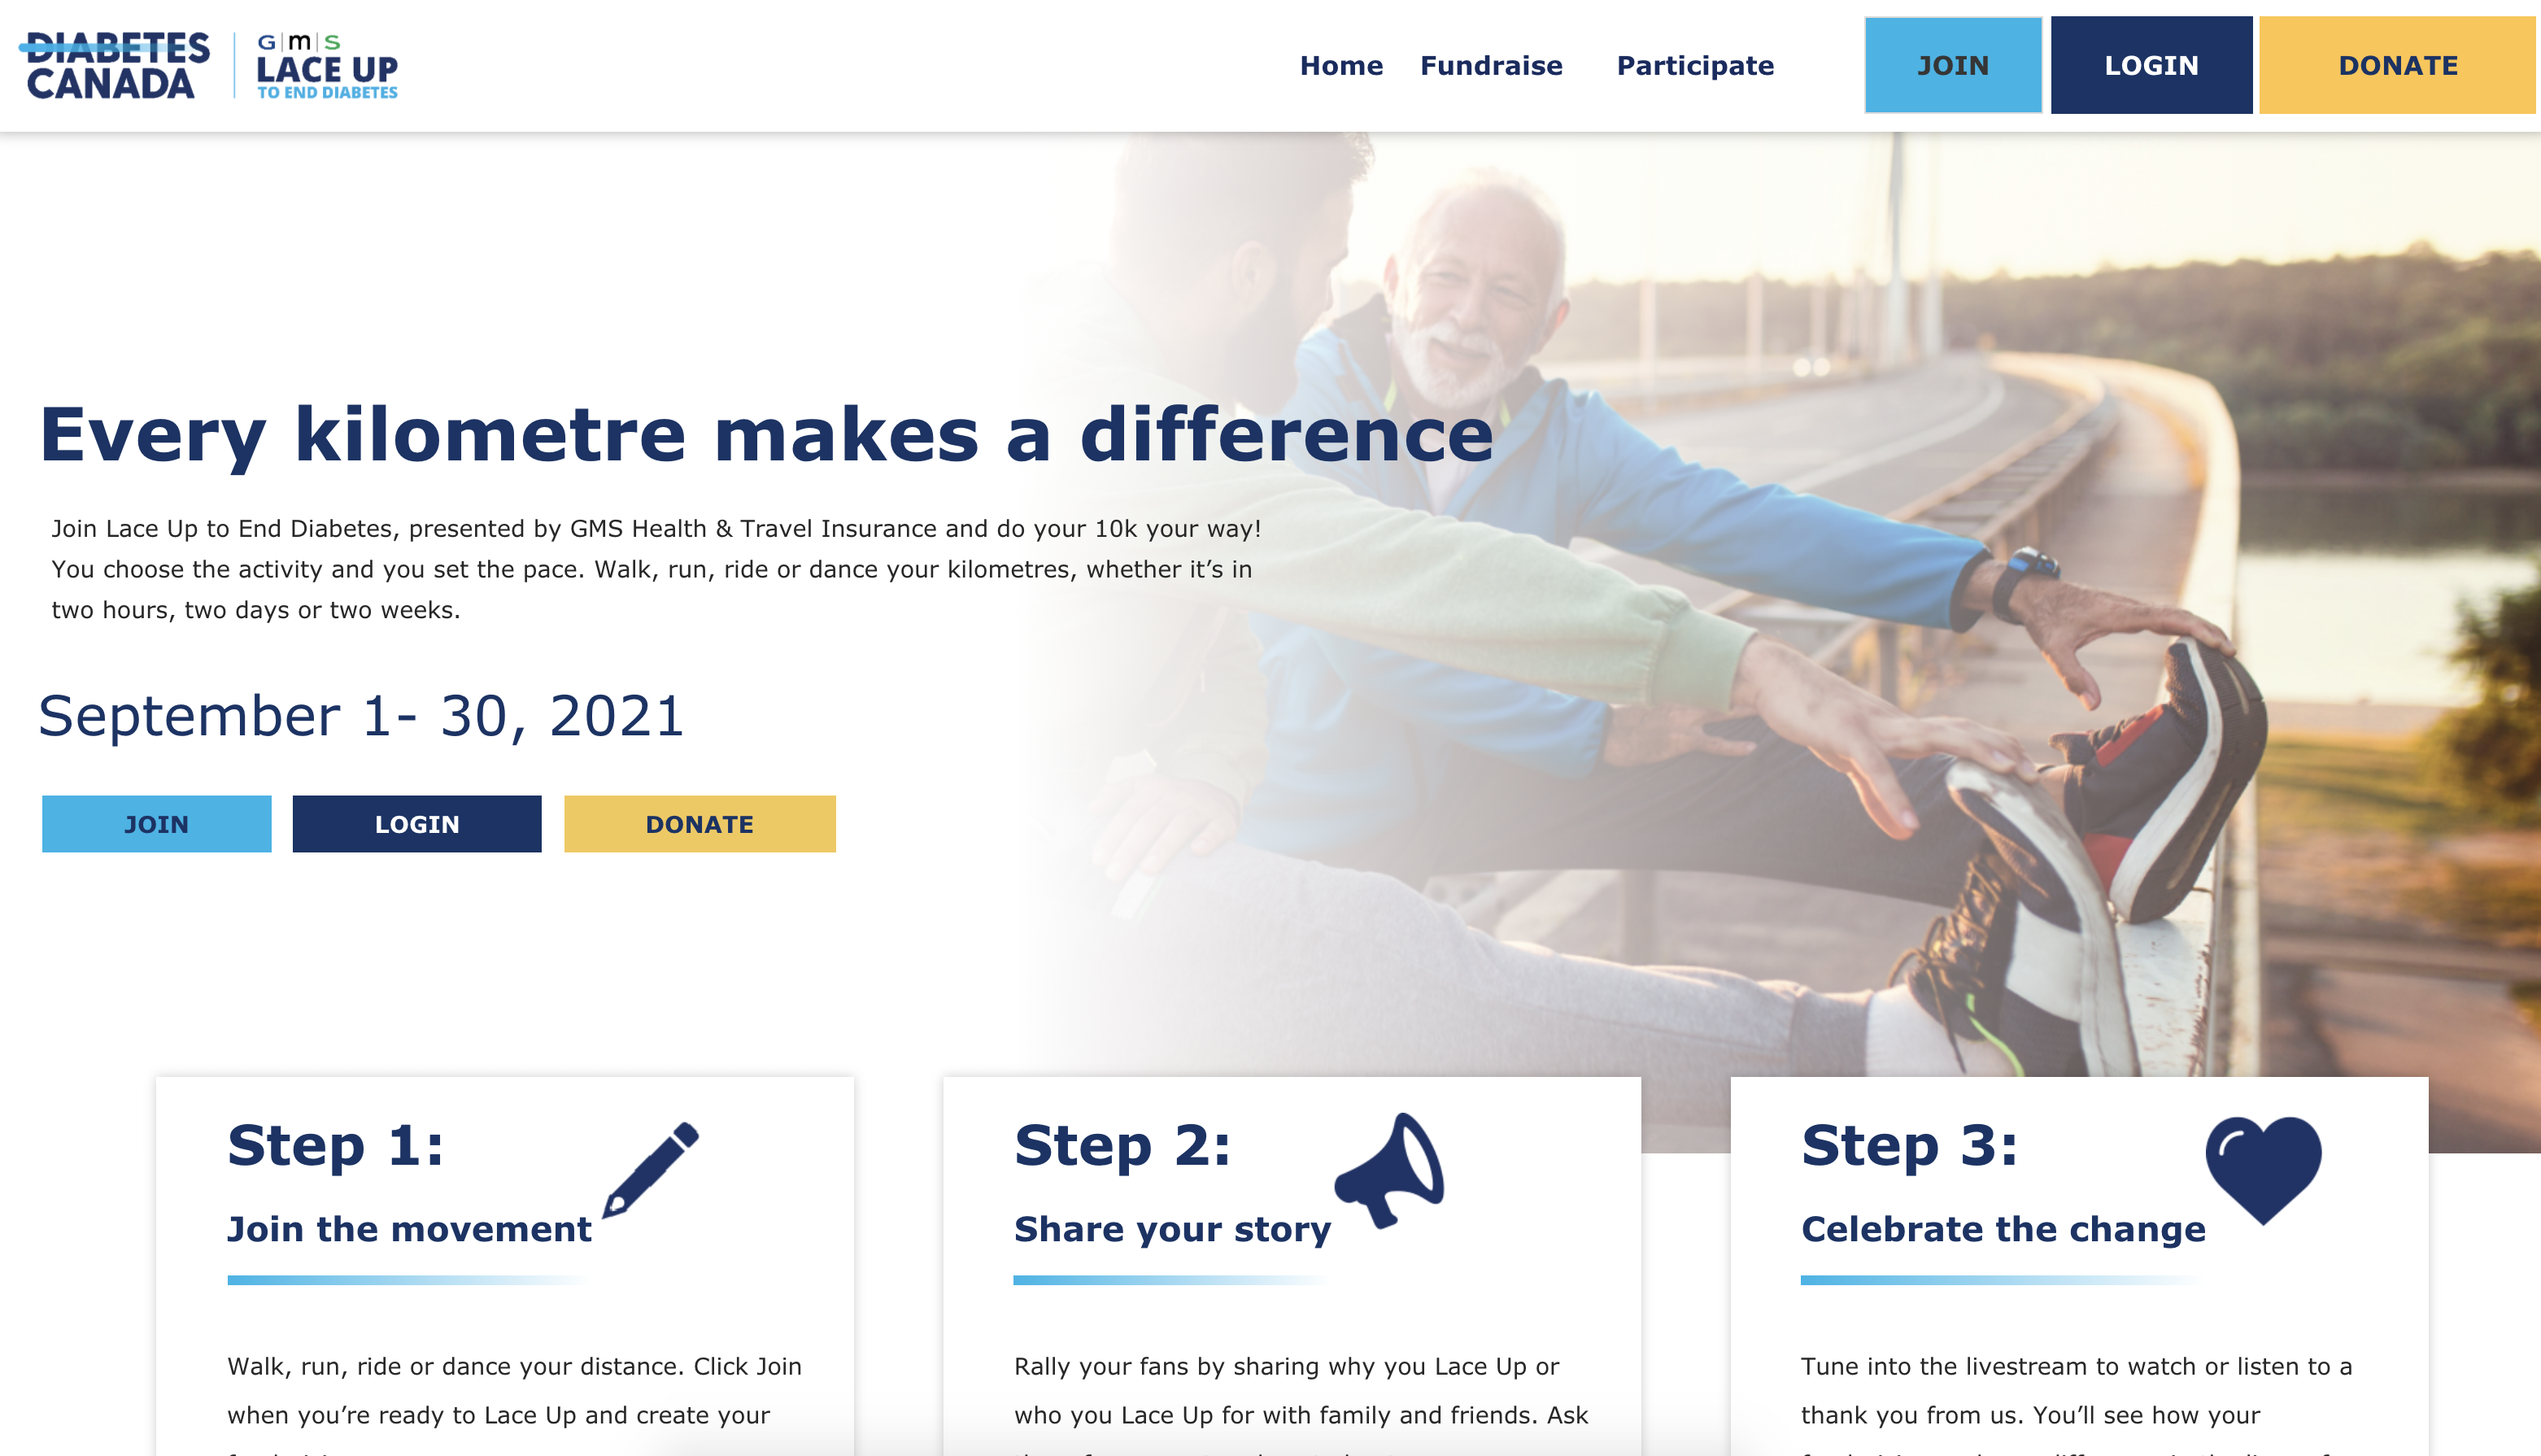 DIABETES
CANADA
G|m|S
LACE UP
TO END DIABETES
Home
Fundraise
Participate
JOIN
LOGIN
DONATE
Every kilometre makes a difference
Join Lace Up to End Diabetes, presented by GMS Health & Travel Insurance and do your 10k your way!
You choose the activity and you set the pace. Walk, run, ride or dance your kilometres, whether it’s in
two hours, two days or two weeks.
September 1- 30, 2021
JOIN
LOGIN
DONATE
Step 1:
Join the movement
Walk, run, ride or dance your distance. Click Join
when you’re ready to Lace Up and create your
Step 2:
Share your story
Rally your fans by sharing why you Lace Up or
who you Lace Up for with family and friends. Ask
Step 3:
Celebrate the change
Tune into the livestream to watch or listen to a
thank you from us. You’ll see how your